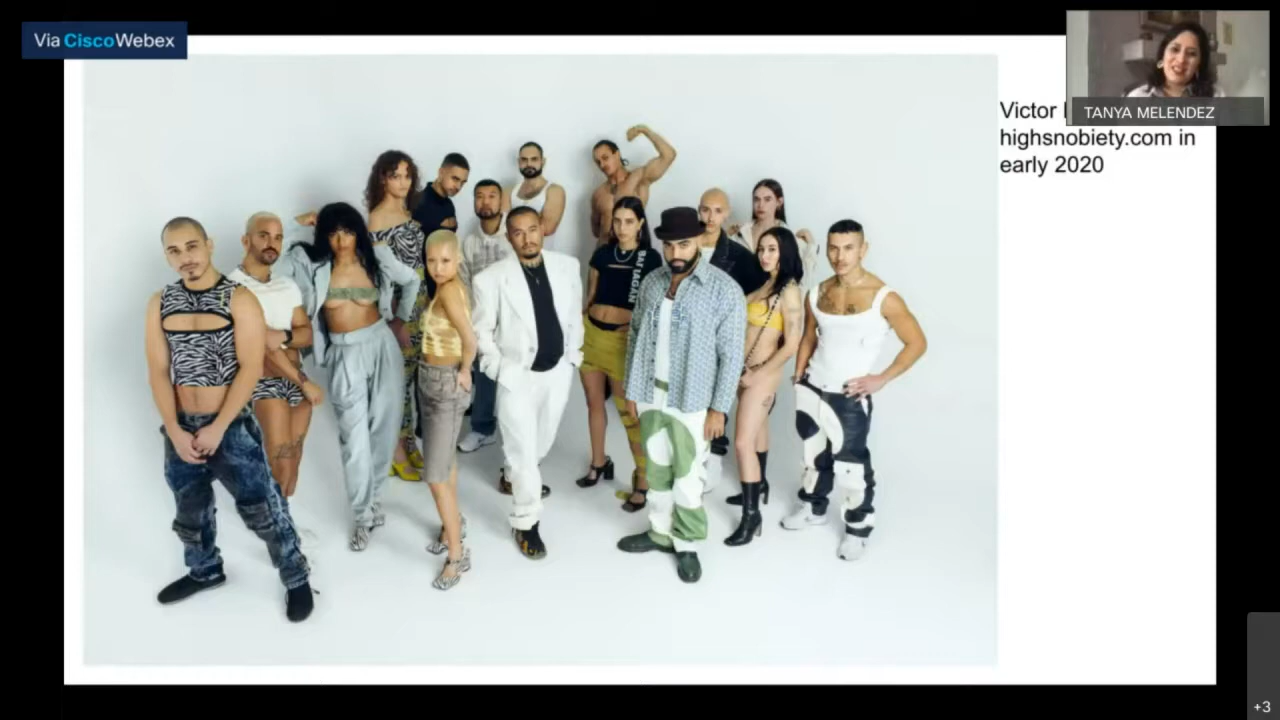 Via CiscoWebex
TANYA MELENDEZ
Victor
highsnobiety.com in
early 2020
+3